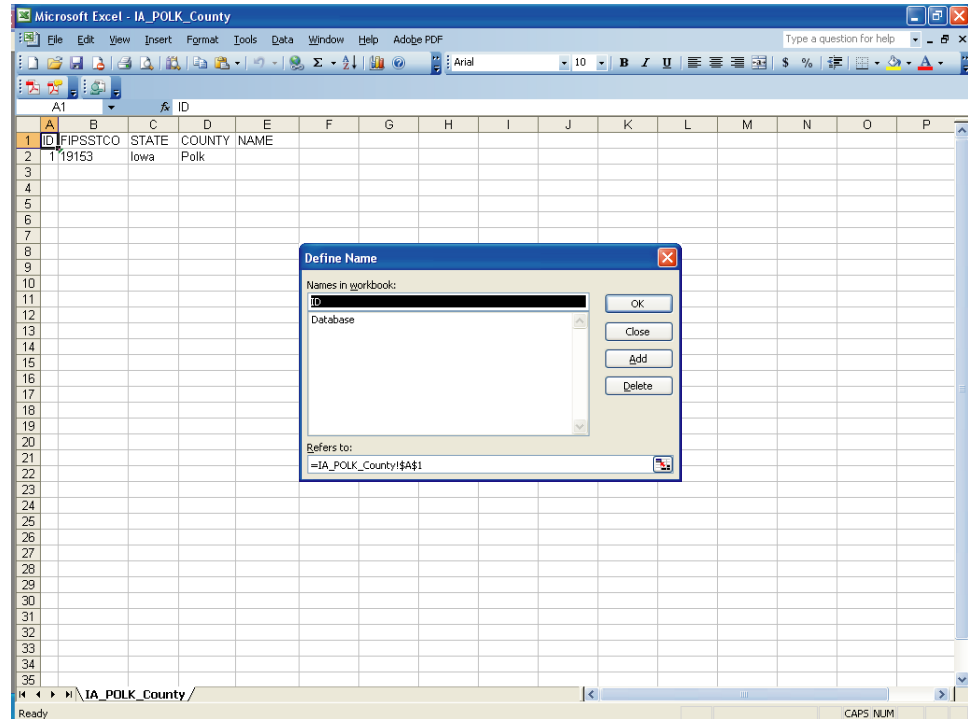 Microsoft Excel - IA_POLK_County
File Edit View Insert Format Tools Data Window Help Adobe PDF
Type a question for help
Arial 10 B I U $ %
A1 fx ID
A B C D E F G H I J K L M N O P
1 ID FIPSSTCO STATE COUNTY NAME
2 1 19153 Iowa Polk
3
4
5
6
7
8
9
10
11
12
13
14
15
16
17
18
19
20
21
22
23
24
25
26
27
28
29
30
31
32
33
34
35
Define Name
Names in workbook:
ID
OK
Database
Close
Add
Delete
Refers to:
=IA_POLK_County!$A$1
IA_POLK_County
Ready
CAPS NUM